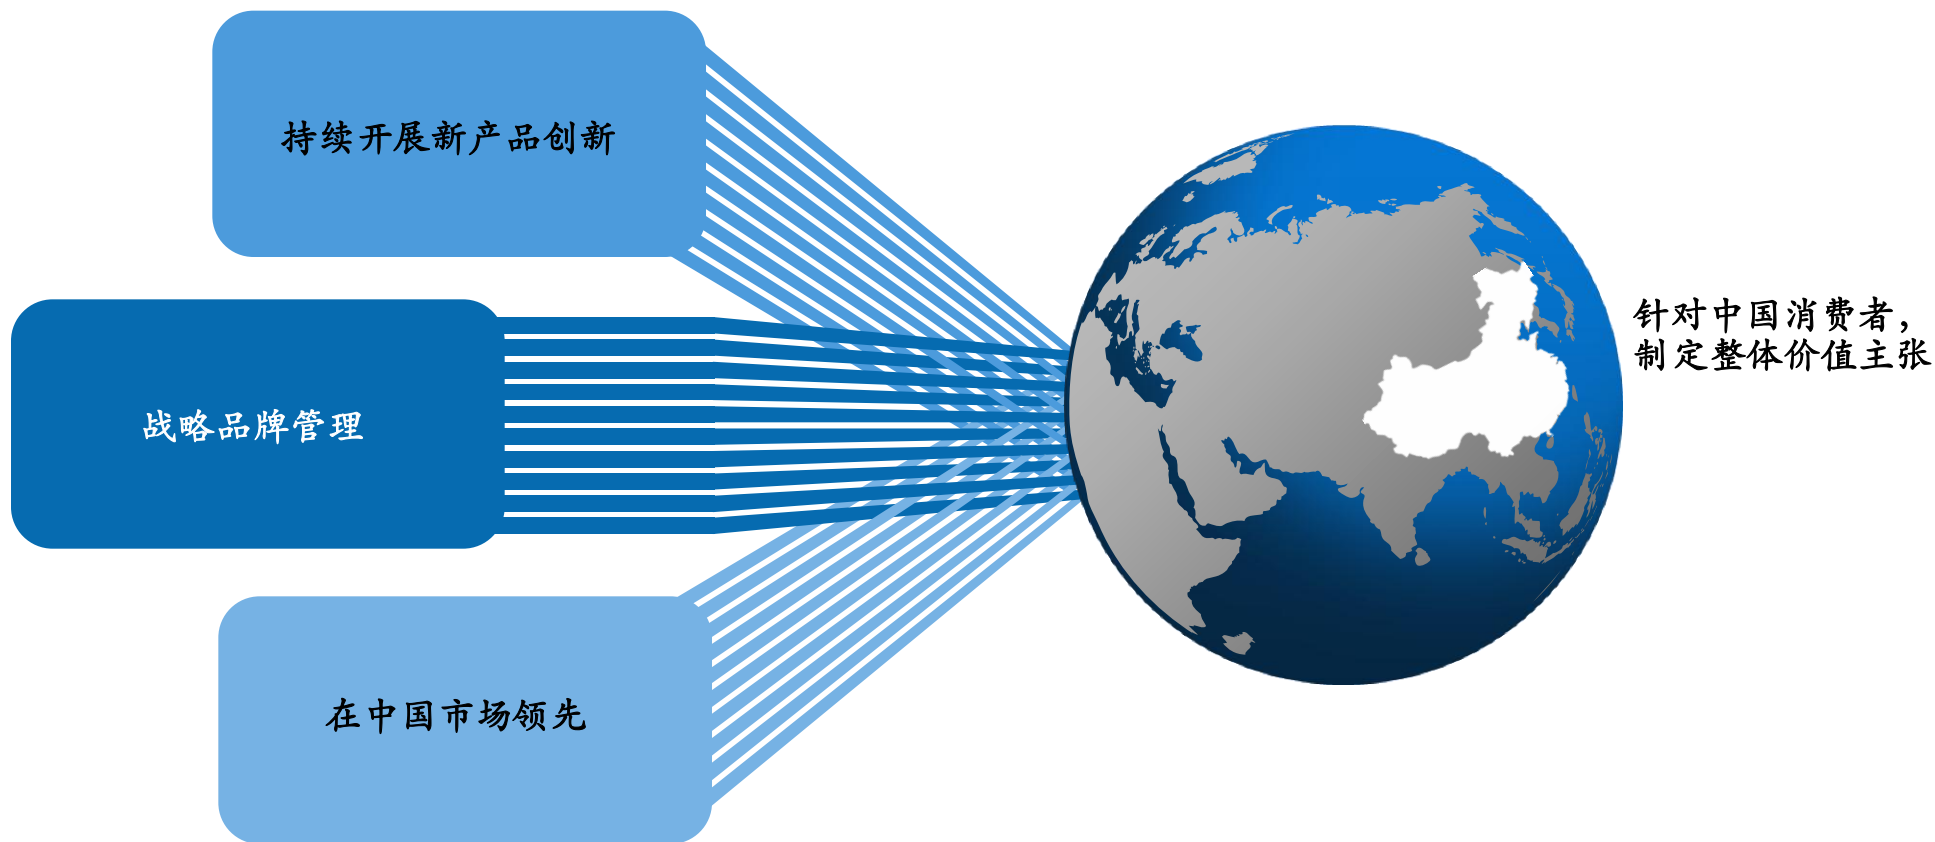 持续开展新产品创新
战略品牌管理
在中国市场领先
针对中国消费者，
制定整体价值主张